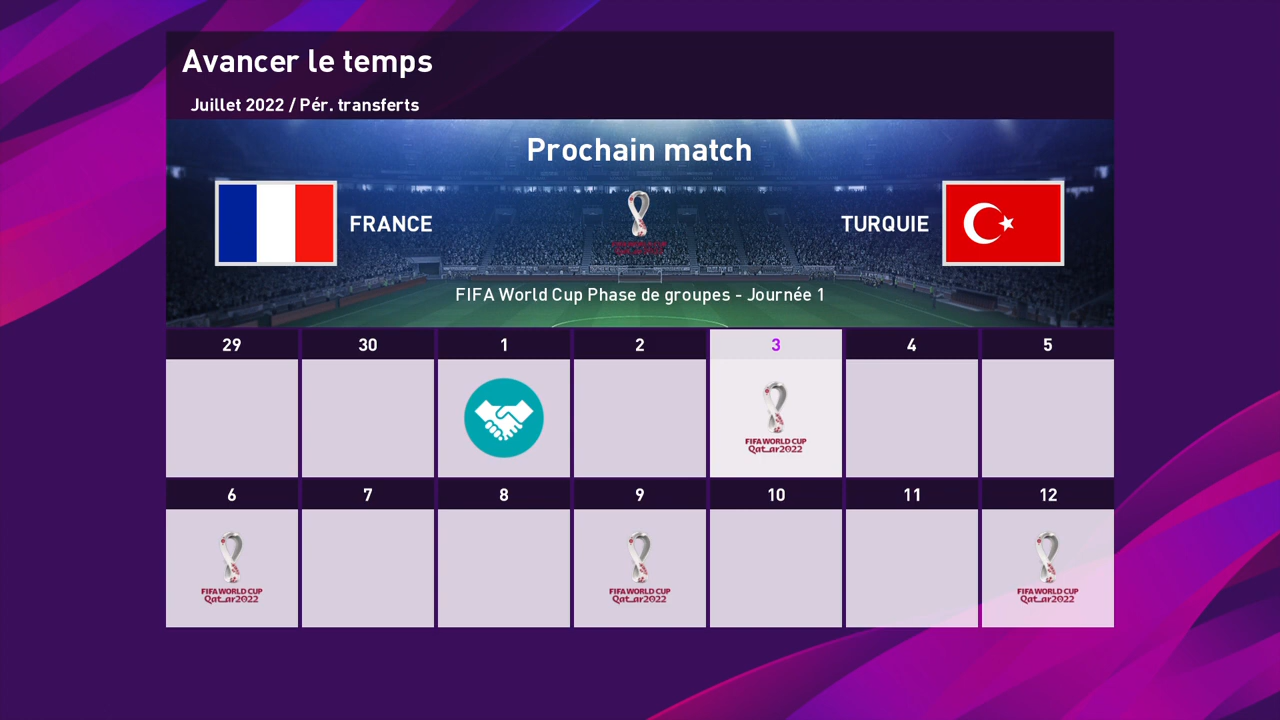 Avancer le temps
Juillet 2022 / Pér. transferts
Prochain match
FRANCE
TURQUIE
FIFA World Cup Phase de groupes - Journée 1
29 30 1 2 3 4 5
FIFA WORLD CUP
Qatar2022
6 7 8 9 10 11 12
FIFA WORLD CUP FIFA WORLD CUP FIFA WORLD CUP
Qatar2022 Qatar2022 Qatar2022